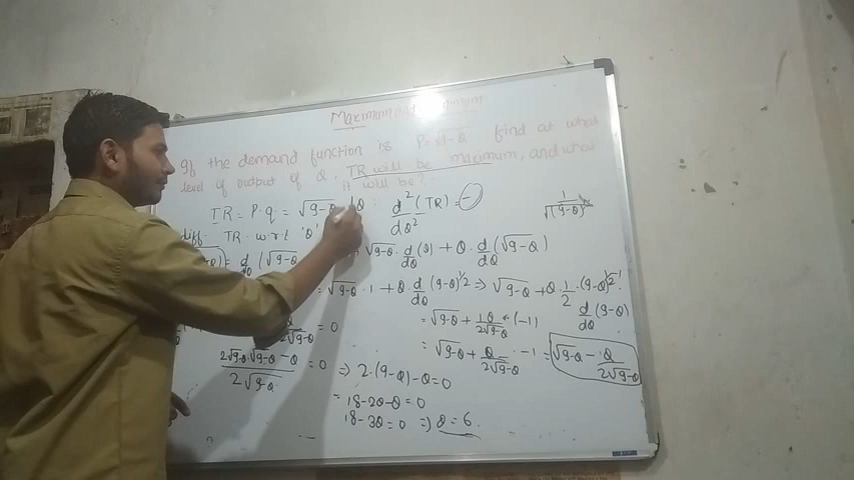 Maximum
If the demand function is P= √9-Q find at what
level of output of Q, TR will be maximum, and what
it will be?
TR = P·q = √9-Q · Q : d²/dQ² (TR) = -
1/√(9-Q)
diff. TR w·r·t 'Q'
= d/dQ (√9-Q √9-Q · d/dQ (Q) + Q · d/dQ (√9-Q)
= √9-Q · 1 + Q · d/dQ (9-Q)^1/2 => √9-Q + Q · 1/2 · (9-Q)^1/2-1 · d/dQ (9-Q)
Q/2√9-Q = 0 = √9-Q + 1Q/2√9-Q * (-1)
(2√9-Q · √9-Q - Q)/2√9-Q = 0 => 2·(9-Q)-Q=0 = √9-Q + Q/2√9-Q · -1 = √9-Q - Q/2√9-Q
= 18-2Q-Q = 0
18-3Q = 0 => Q = 6